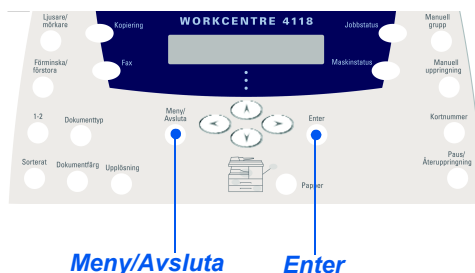 WORKCENTRE 4118
Ljusare/
mörkare
Kopiering
Jobbstatus
Manuell
grupp
Förminska/
förstora
Fax
Maskinstatus
Manuell
uppringning
1-2
Dokumenttyp
Meny/
Avsluta
Enter
Kortnummer
Sorterat
Dokumentfärg
Upplösning
Papper
Paus/
Återuppringning
Meny/Avsluta
Enter